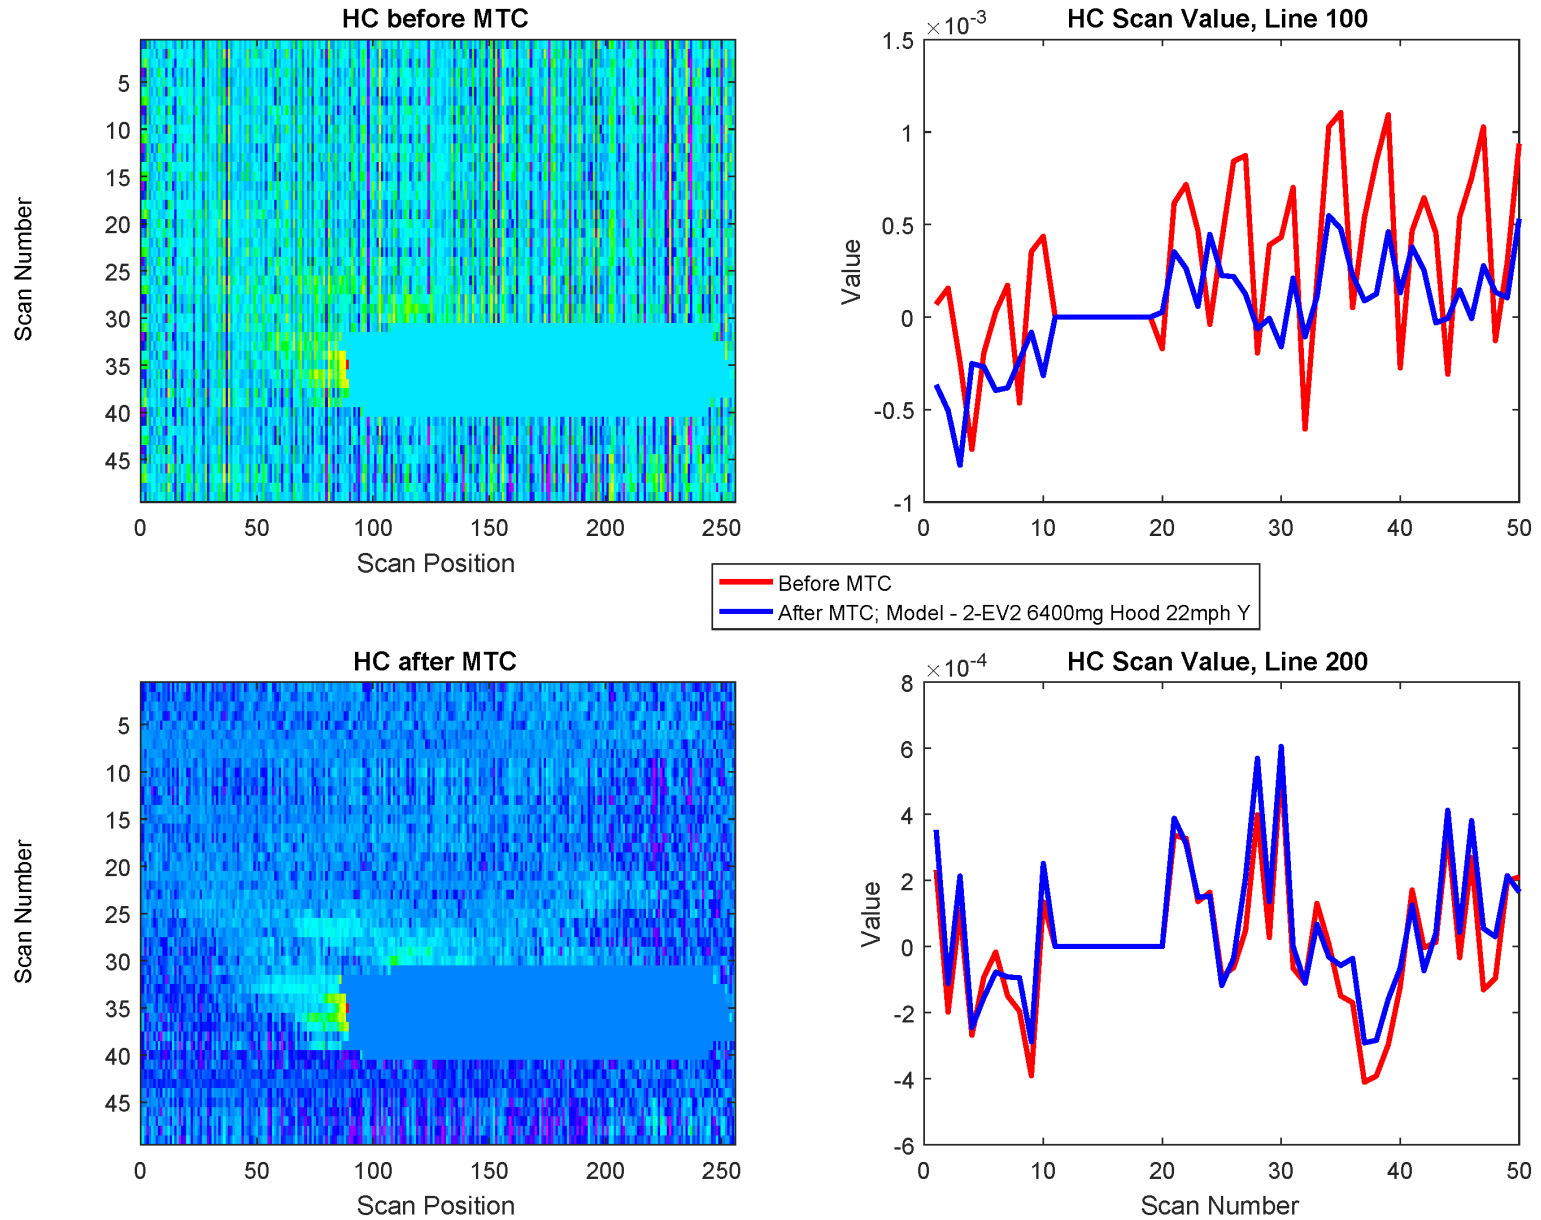 HC before MTC
Scan Number
5
10
15
20
25
30
35
40
45
0 50 100 150 200 250
Scan Position
HC Scan Value, Line 100
×10-3
Value
1.5
1
0.5
0
-0.5
-1
0 10 20 30 40 50
Before MTC
After MTC; Model - 2-EV2 6400mg Hood 22mph Y
HC after MTC
Scan Number
5
10
15
20
25
30
35
40
45
0 50 100 150 200 250
Scan Position
HC Scan Value, Line 200
×10-4
Value
8
6
4
2
0
-2
-4
-6
0 10 20 30 40 50
Scan Number